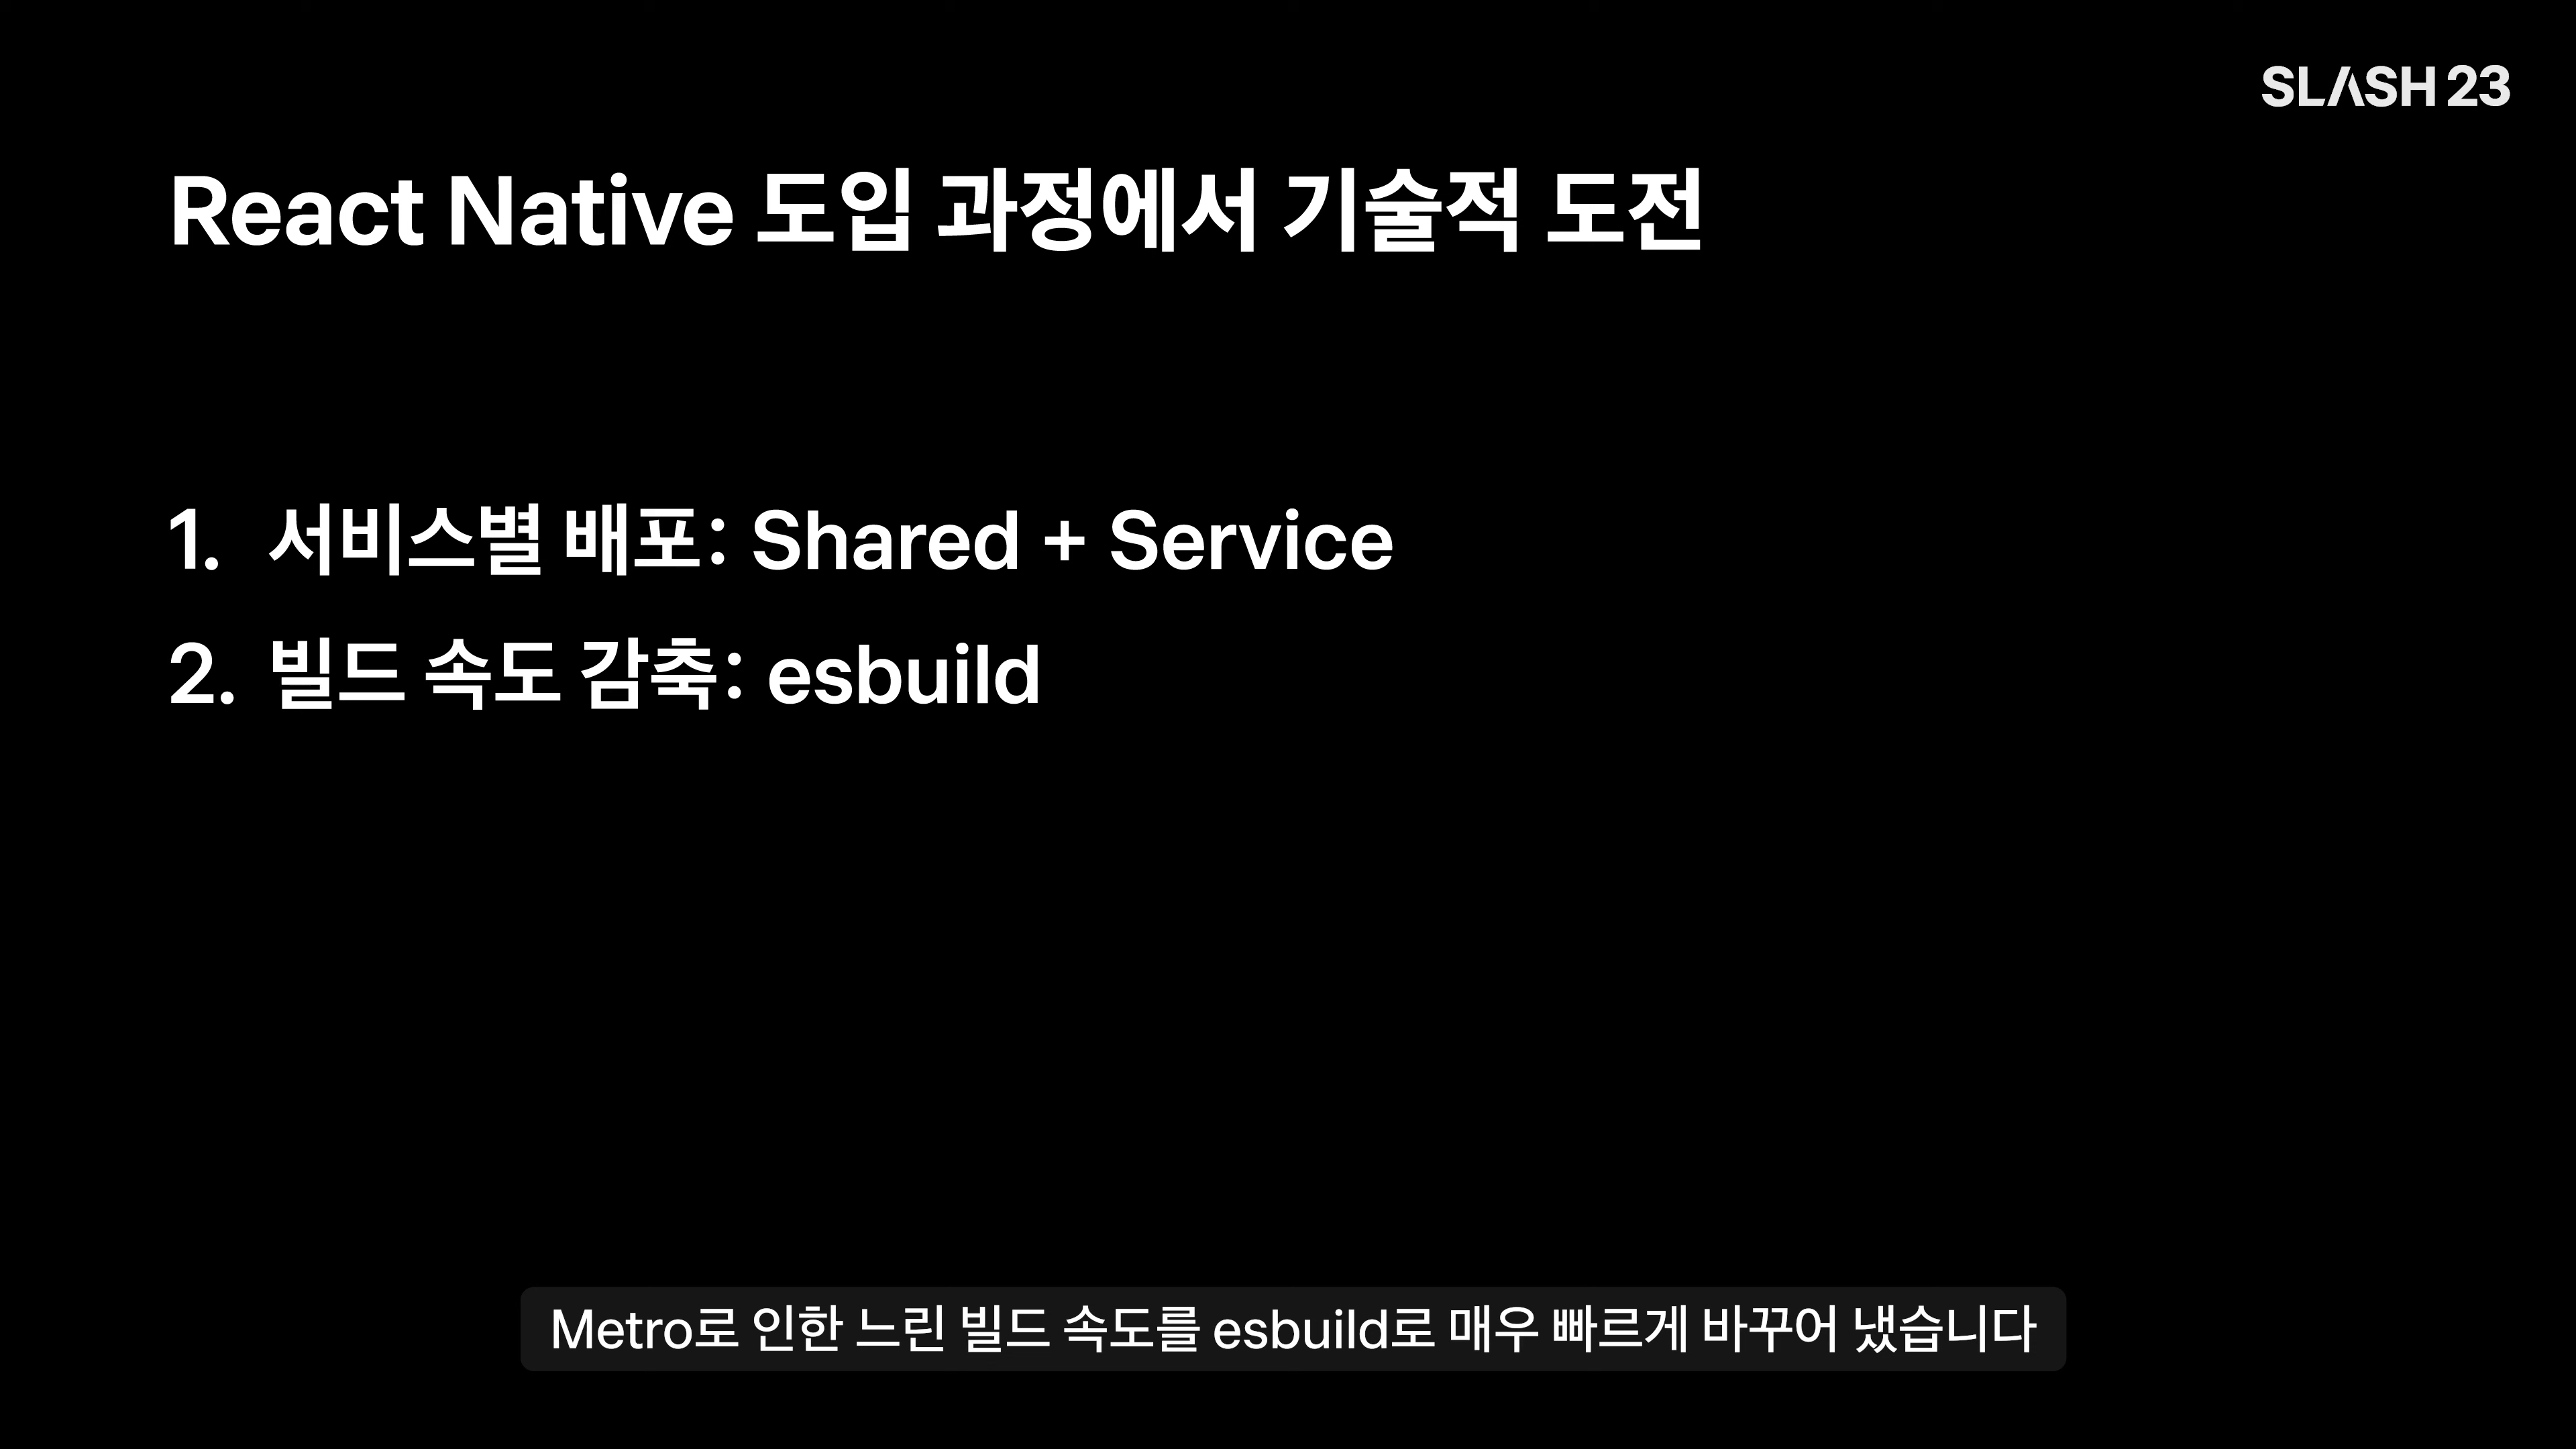 SLASH 23
React Native 도입 과정에서 기술적 도전
1. 서비스별 배포: Shared + Service
2. 빌드 속도 감축: esbuild
Metro로 인한 느린 빌드 속도를 esbuild로 매우 빠르게 바꾸어 냈습니다